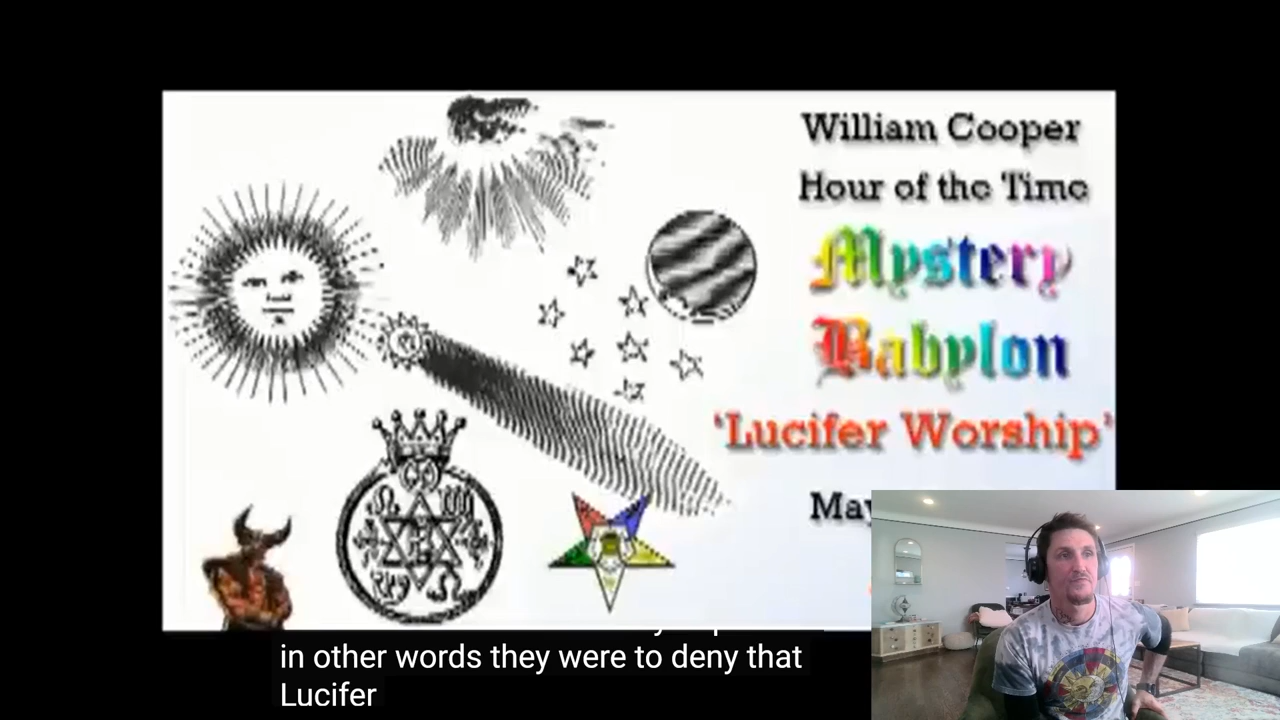 William Cooper
Hour of the Time
Mystery
Babylon
'Lucifer Worship'
May
in other words they were to deny that
Lucifer